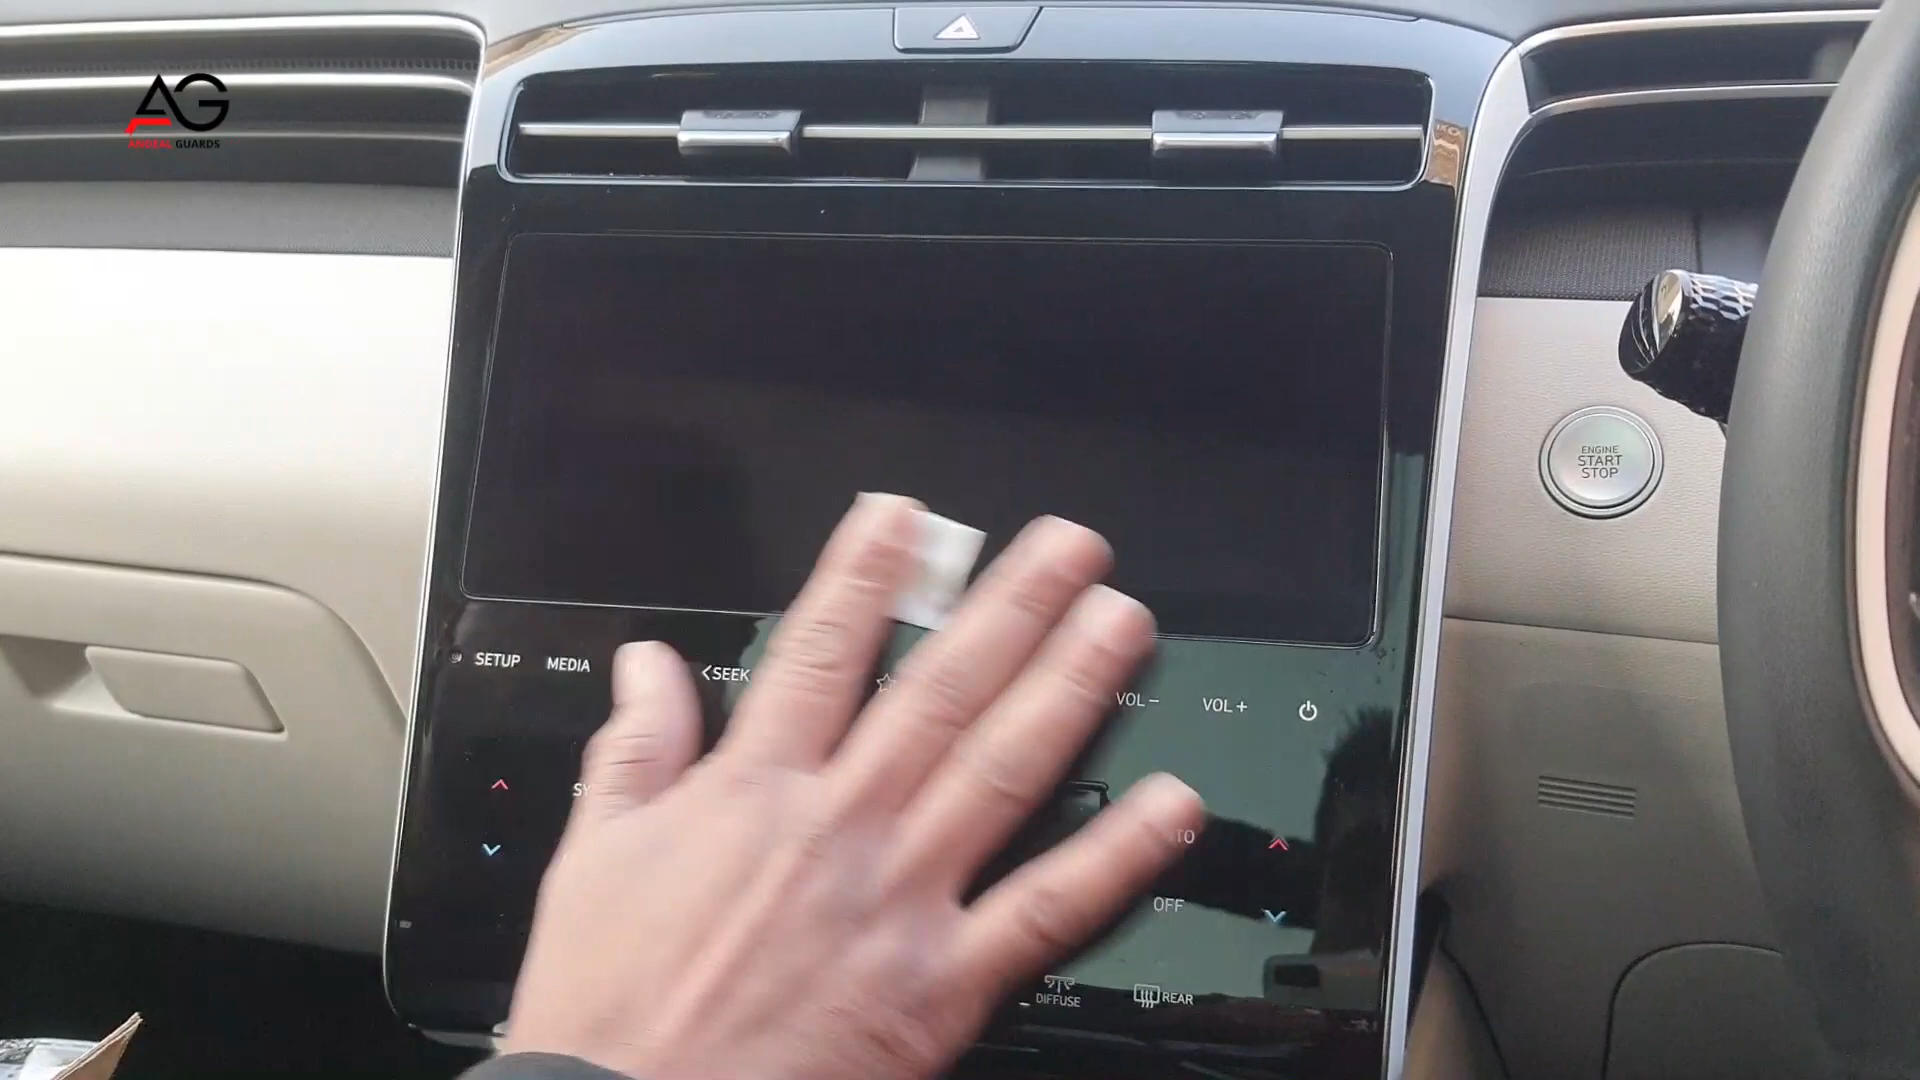 AG
ANGEAL GUARDS
ENGINE
START
STOP
SETUP MEDIA <SEEK VOL - VOL +
OFF
DIFFUSE REAR